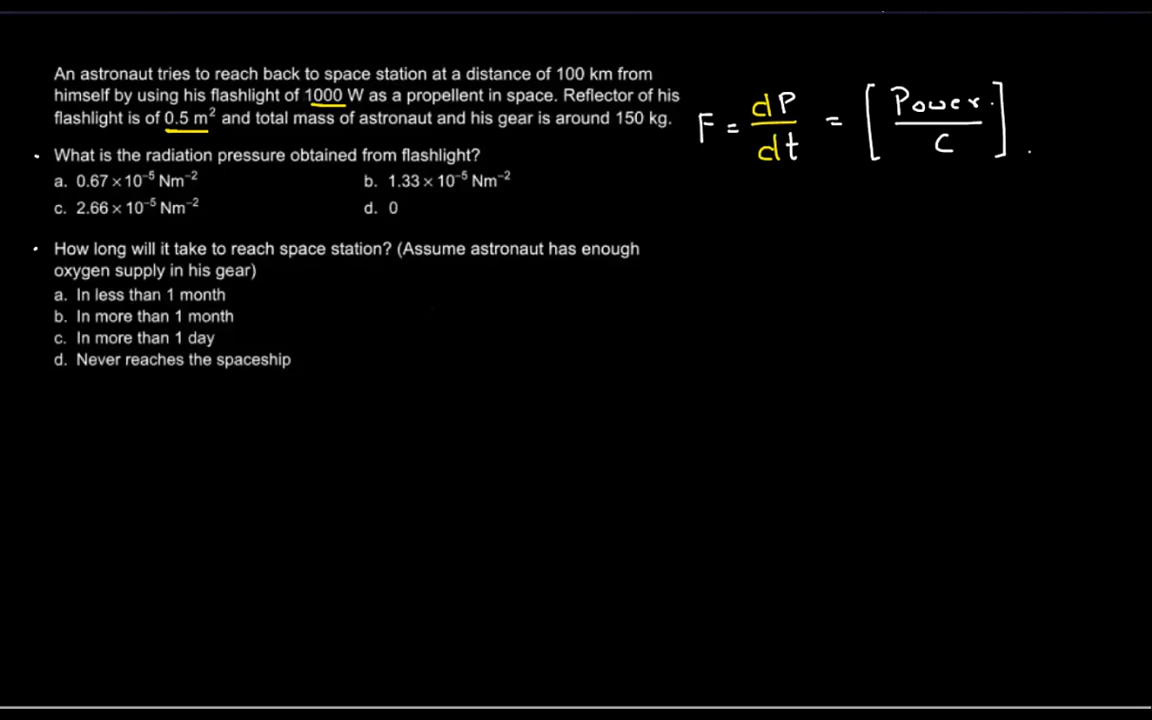 An astronaut tries to reach back to space station at a distance of 100 km from
himself by using his flashlight of 1000 W as a propellent in space. Reflector of his
flashlight is of 0.5 m² and total mass of astronaut and his gear is around 150 kg.
F = dP/dt = [Power/C]
• What is the radiation pressure obtained from flashlight?
a. 0.67 × 10⁻⁵ Nm⁻² b. 1.33 × 10⁻⁵ Nm⁻²
c. 2.66 × 10⁻⁵ Nm⁻² d. 0
• How long will it take to reach space station? (Assume astronaut has enough
oxygen supply in his gear)
a. In less than 1 month
b. In more than 1 month
c. In more than 1 day
d. Never reaches the spaceship